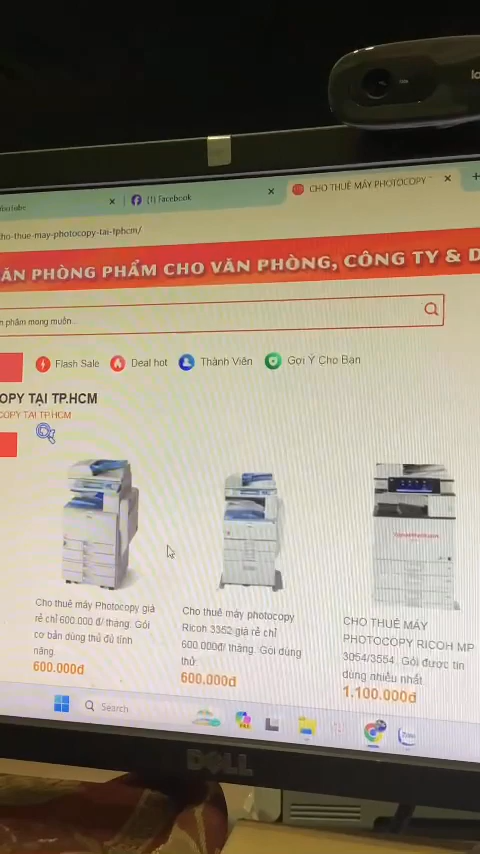 (1) Facebook
CHO THUÊ MÁY PHOTOCOPY
ho-thue-may-photocopy-tai-tphcm/
ĂN PHÒNG PHẨM CHO VĂN PHÒNG, CÔNG TY & D
n phẩm mong muốn...
Flash Sale Deal hot Thành Viên Gợi Ý Cho Bạn
OPY TẠI TP.HCM
COPY TẠI TP.HCM
Cho thuê máy Photocopy giá
rẻ chỉ 600.000 đ/ tháng. Gói
cơ bản dùng thử đủ tính
năng
600.000đ
Cho thuê máy photocopy
Ricoh 3352 giá rẻ chỉ
600.000đ/ tháng. Gói dùng
thử
600.000đ
CHO THUÊ MÁY
PHOTOCOPY RICOH MP
3054/3554. Gói được tin
dùng nhiều nhất
1.100.000đ
Search
DELL